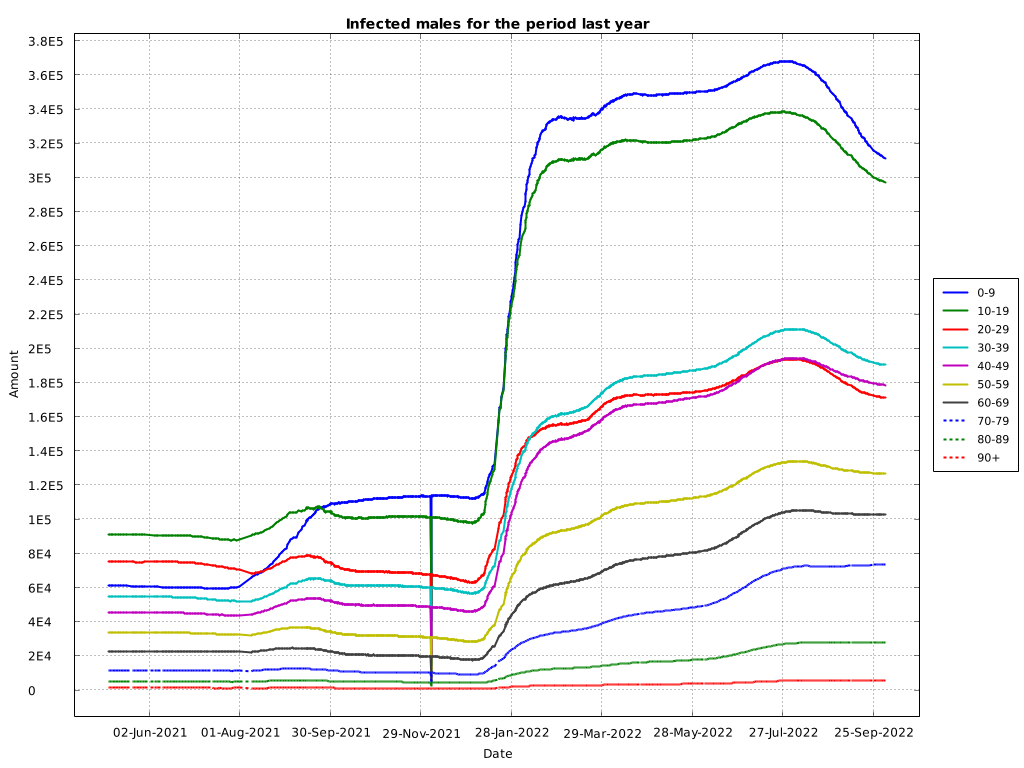 Infected males for the period last year
3.8E5
3.6E5
3.4E5
3.2E5
3E5
2.8E5
2.6E5
2.4E5
2.2E5
2E5
1.8E5
1.6E5
1.4E5
1.2E5
1E5
8E4
6E4
4E4
2E4
0
Amount
02-Jun-2021 01-Aug-2021 30-Sep-2021 29-Nov-2021 28-Jan-2022 29-Mar-2022 28-May-2022 27-Jul-2022 25-Sep-2022
Date
0-9
10-19
20-29
30-39
40-49
50-59
60-69
70-79
80-89
90+